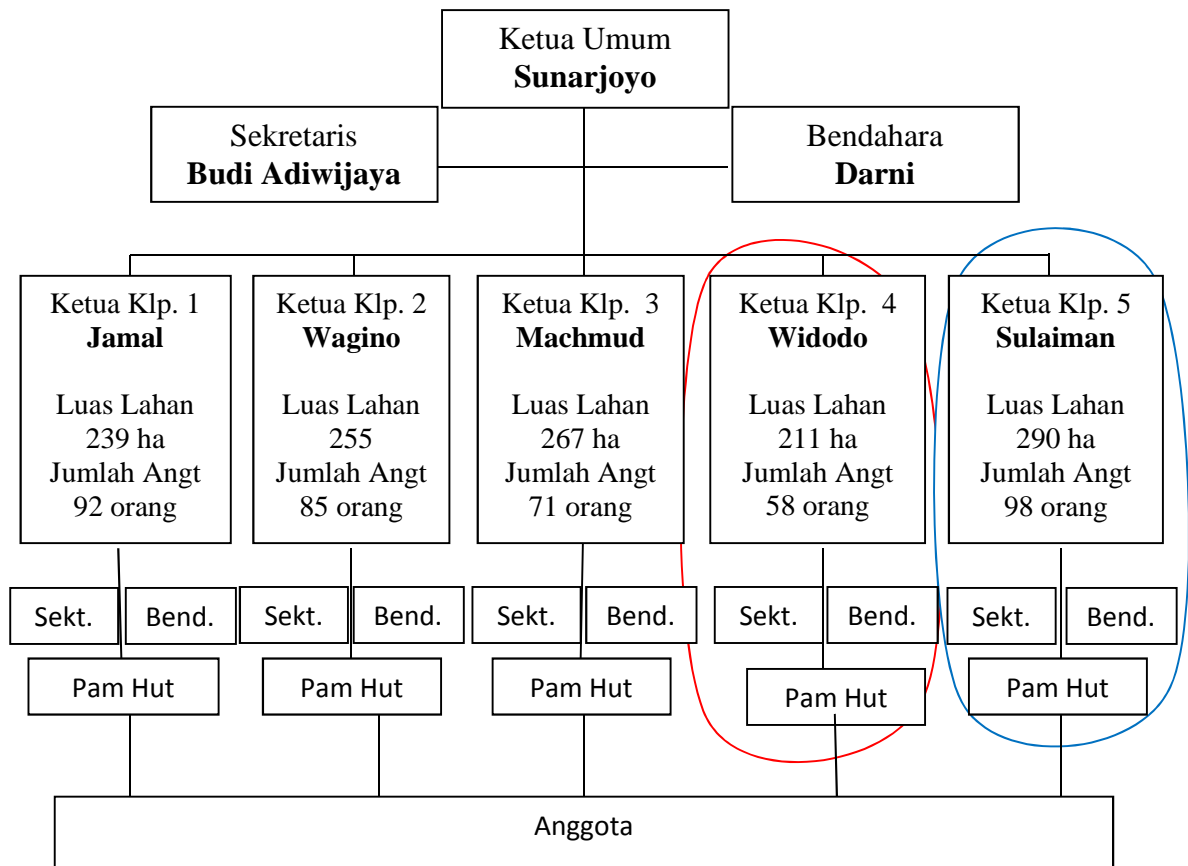 Ketua Umum
Sunarjoyo
Sekretaris
Budi Adiwijaya
Bendahara
Darni
Ketua Klp. 1
Jamal
Luas Lahan
239 ha
Jumlah Angt
92 orang
Ketua Klp. 2
Wagino
Luas Lahan
255
Jumlah Angt
85 orang
Ketua Klp.  3
Machmud
Luas Lahan
267 ha
Jumlah Angt
71 orang
Ketua Klp.  4
Widodo
Luas Lahan
211 ha
Jumlah Angt
58 orang
Ketua Klp. 5
Sulaiman
Luas Lahan
290 ha
Jumlah Angt
98 orang
Sekt.
Bend.
Sekt.
Bend.
Sekt.
Bend.
Sekt.
Bend.
Sekt.
Bend.
Pam Hut
Pam Hut
Pam Hut
Pam Hut
Pam Hut
Anggota